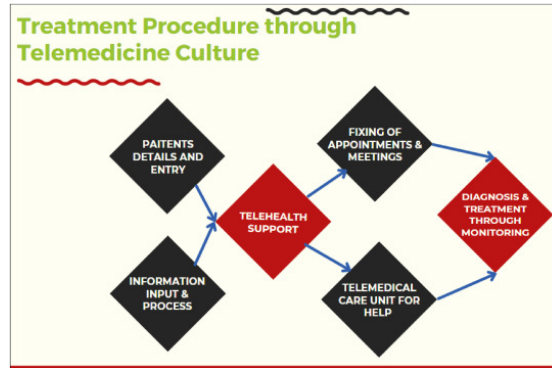 Treatment Procedure through
Telemedicine Culture
PAITENTS
DETAILS AND
ENTRY
INFORMATION
INPUT &
PROCESS
TELEHEALTH
SUPPORT
FIXING OF
APPOINTMENTS &
MEETINGS
TELEMEDICAL
CARE UNIT FOR
HELP
DIAGNOSIS &
TREATMENT
THROUGH
MONITORING